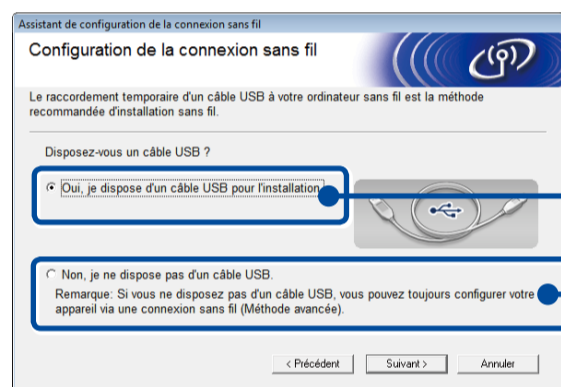 Assistant de configuration de la connexion sans fil
Configuration de la connexion sans fil
Le raccordement temporaire d'un câble USB à votre ordinateur sans fil est la méthode
recommandée d'installation sans fil.
Disposez-vous un câble USB ?
Oui, je dispose d'un câble USB pour l'installation
Non, je ne dispose pas d'un câble USB.
Remarque: Si vous ne disposez pas d'un câble USB, vous pouvez toujours configurer votre
appareil via une connexion sans fil (Méthode avancée).
< Précédent Suivant > Annuler